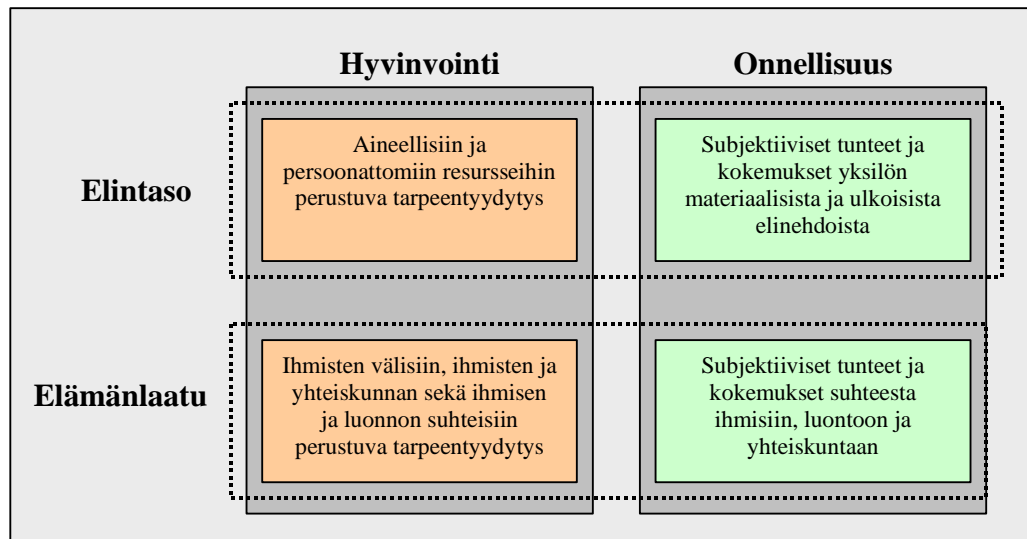 Hyvinvointi
Onnellisuus
Elintaso
Aineellisiin ja
persoonattomiin resursseihin
perustuva tarpeentyydytys
Subjektiiviset tunteet ja
kokemukset yksilön
materiaalisista ja ulkoisista
elinehdoista
Elämänlaatu
Ihmisten välisiin, ihmisten ja
yhteiskunnan sekä ihmisen
ja luonnon suhteisiin
perustuva tarpeentyydytys
Subjektiiviset tunteet ja
kokemukset suhteesta
ihmisiin, luontoon ja
yhteiskuntaan